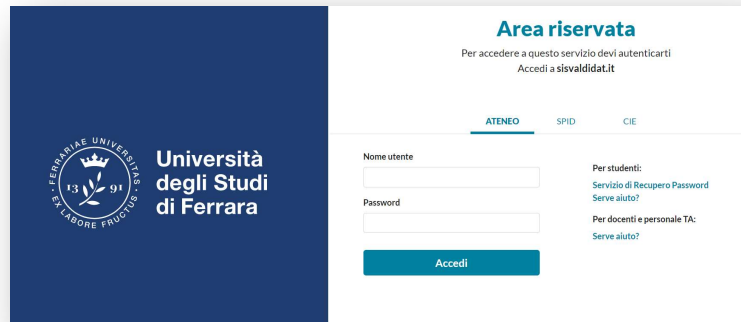 FERRARIAE UNIVERSITAS
EX LABORE FRUCTUS
13 91
Università
degli Studi
di Ferrara
Area riservata
Per accedere a questo servizio devi autenticarti
Accedi a sisvaldidat.it
ATENEO SPID CIE
Nome utente
Password
Accedi
Per studenti:
Servizio di Recupero Password
Serve aiuto?
Per docenti e personale TA:
Serve aiuto?